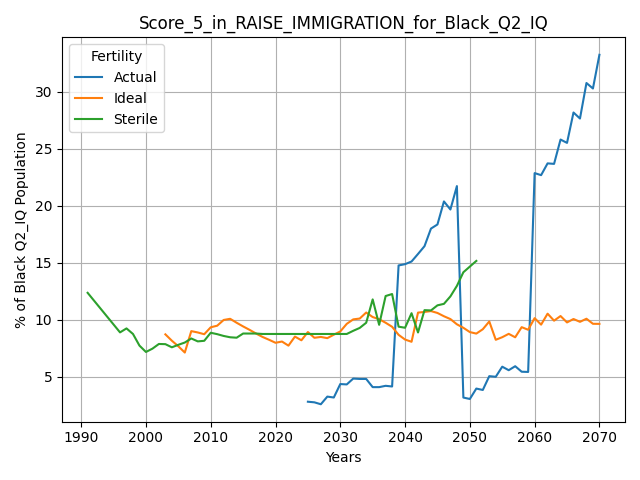 Score_5_in_RAISE_IMMIGRATION_for_Black_Q2_IQ
Fertility
Actual
Ideal
Sterile
% of Black Q2_IQ Population
30
25
20
15
10
5
1990 2000 2010 2020 2030 2040 2050 2060 2070
Years